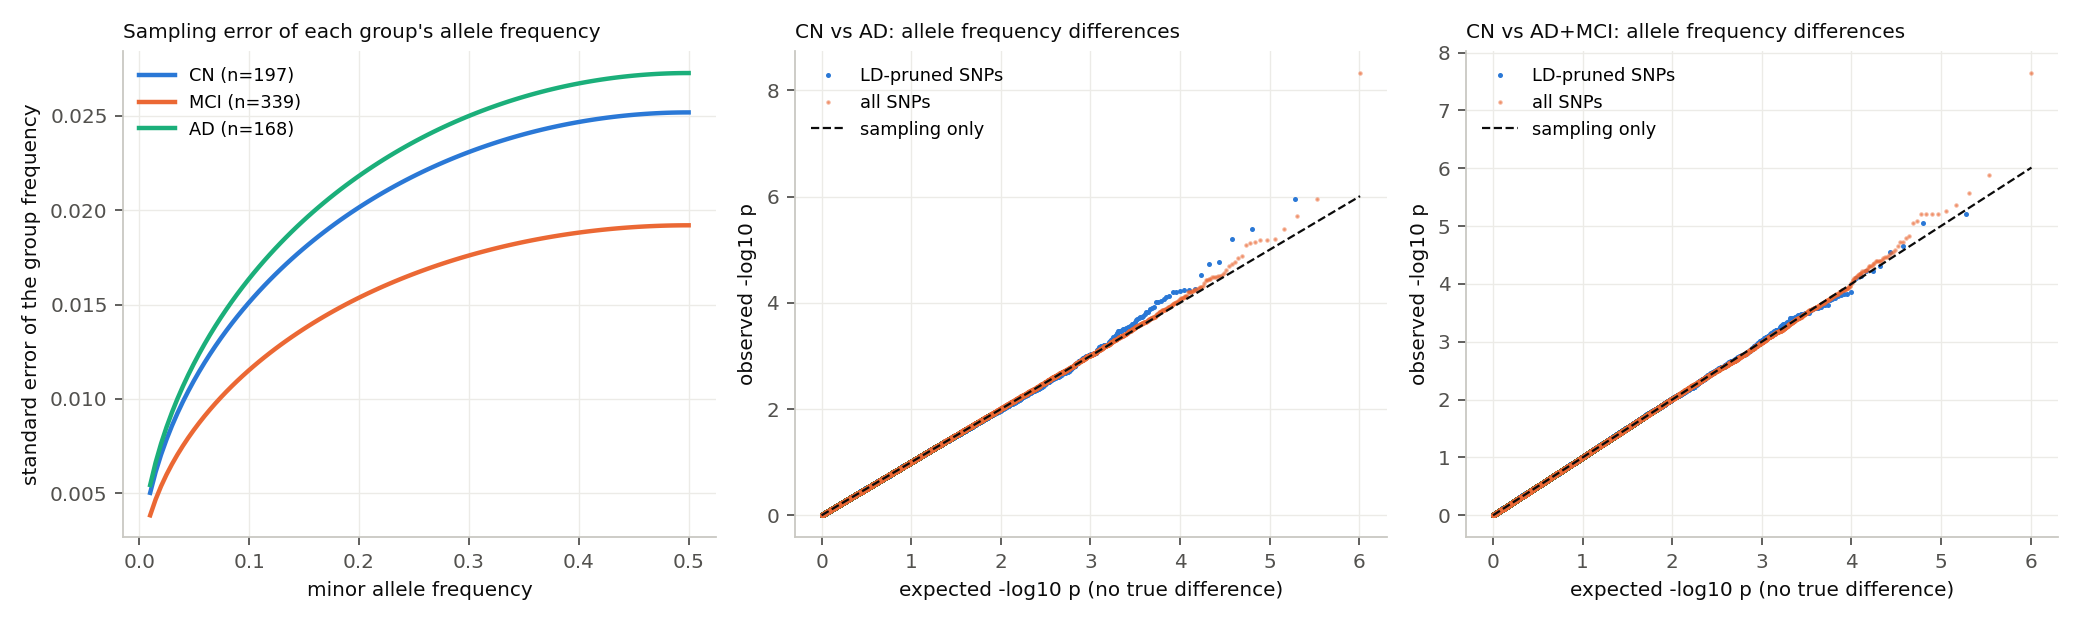 Sampling error of each group's allele frequency
CN (n=197)
MCI (n=339)
AD (n=168)
standard error of the group frequency
0.025
0.020
0.015
0.010
0.005
0.0 0.1 0.2 0.3 0.4 0.5
minor allele frequency
CN vs AD: allele frequency differences
LD-pruned SNPs
all SNPs
sampling only
observed -log10 p
8
6
4
2
0
0 1 2 3 4 5 6
expected -log10 p (no true difference)
CN vs AD+MCI: allele frequency differences
LD-pruned SNPs
all SNPs
sampling only
observed -log10 p
8
7
6
5
4
3
2
1
0
0 1 2 3 4 5 6
expected -log10 p (no true difference)